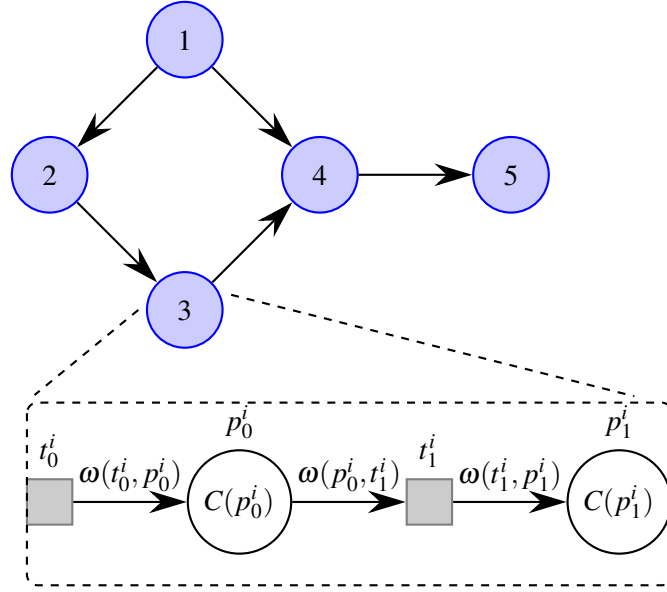 1
2
4
5
3
t_0^i
p_0^i
t_1^i
p_1^i
ω(t_0^i, p_0^i)
ω(p_0^i, t_1^i)
ω(t_1^i, p_1^i)
C(p_0^i)
C(p_1^i)